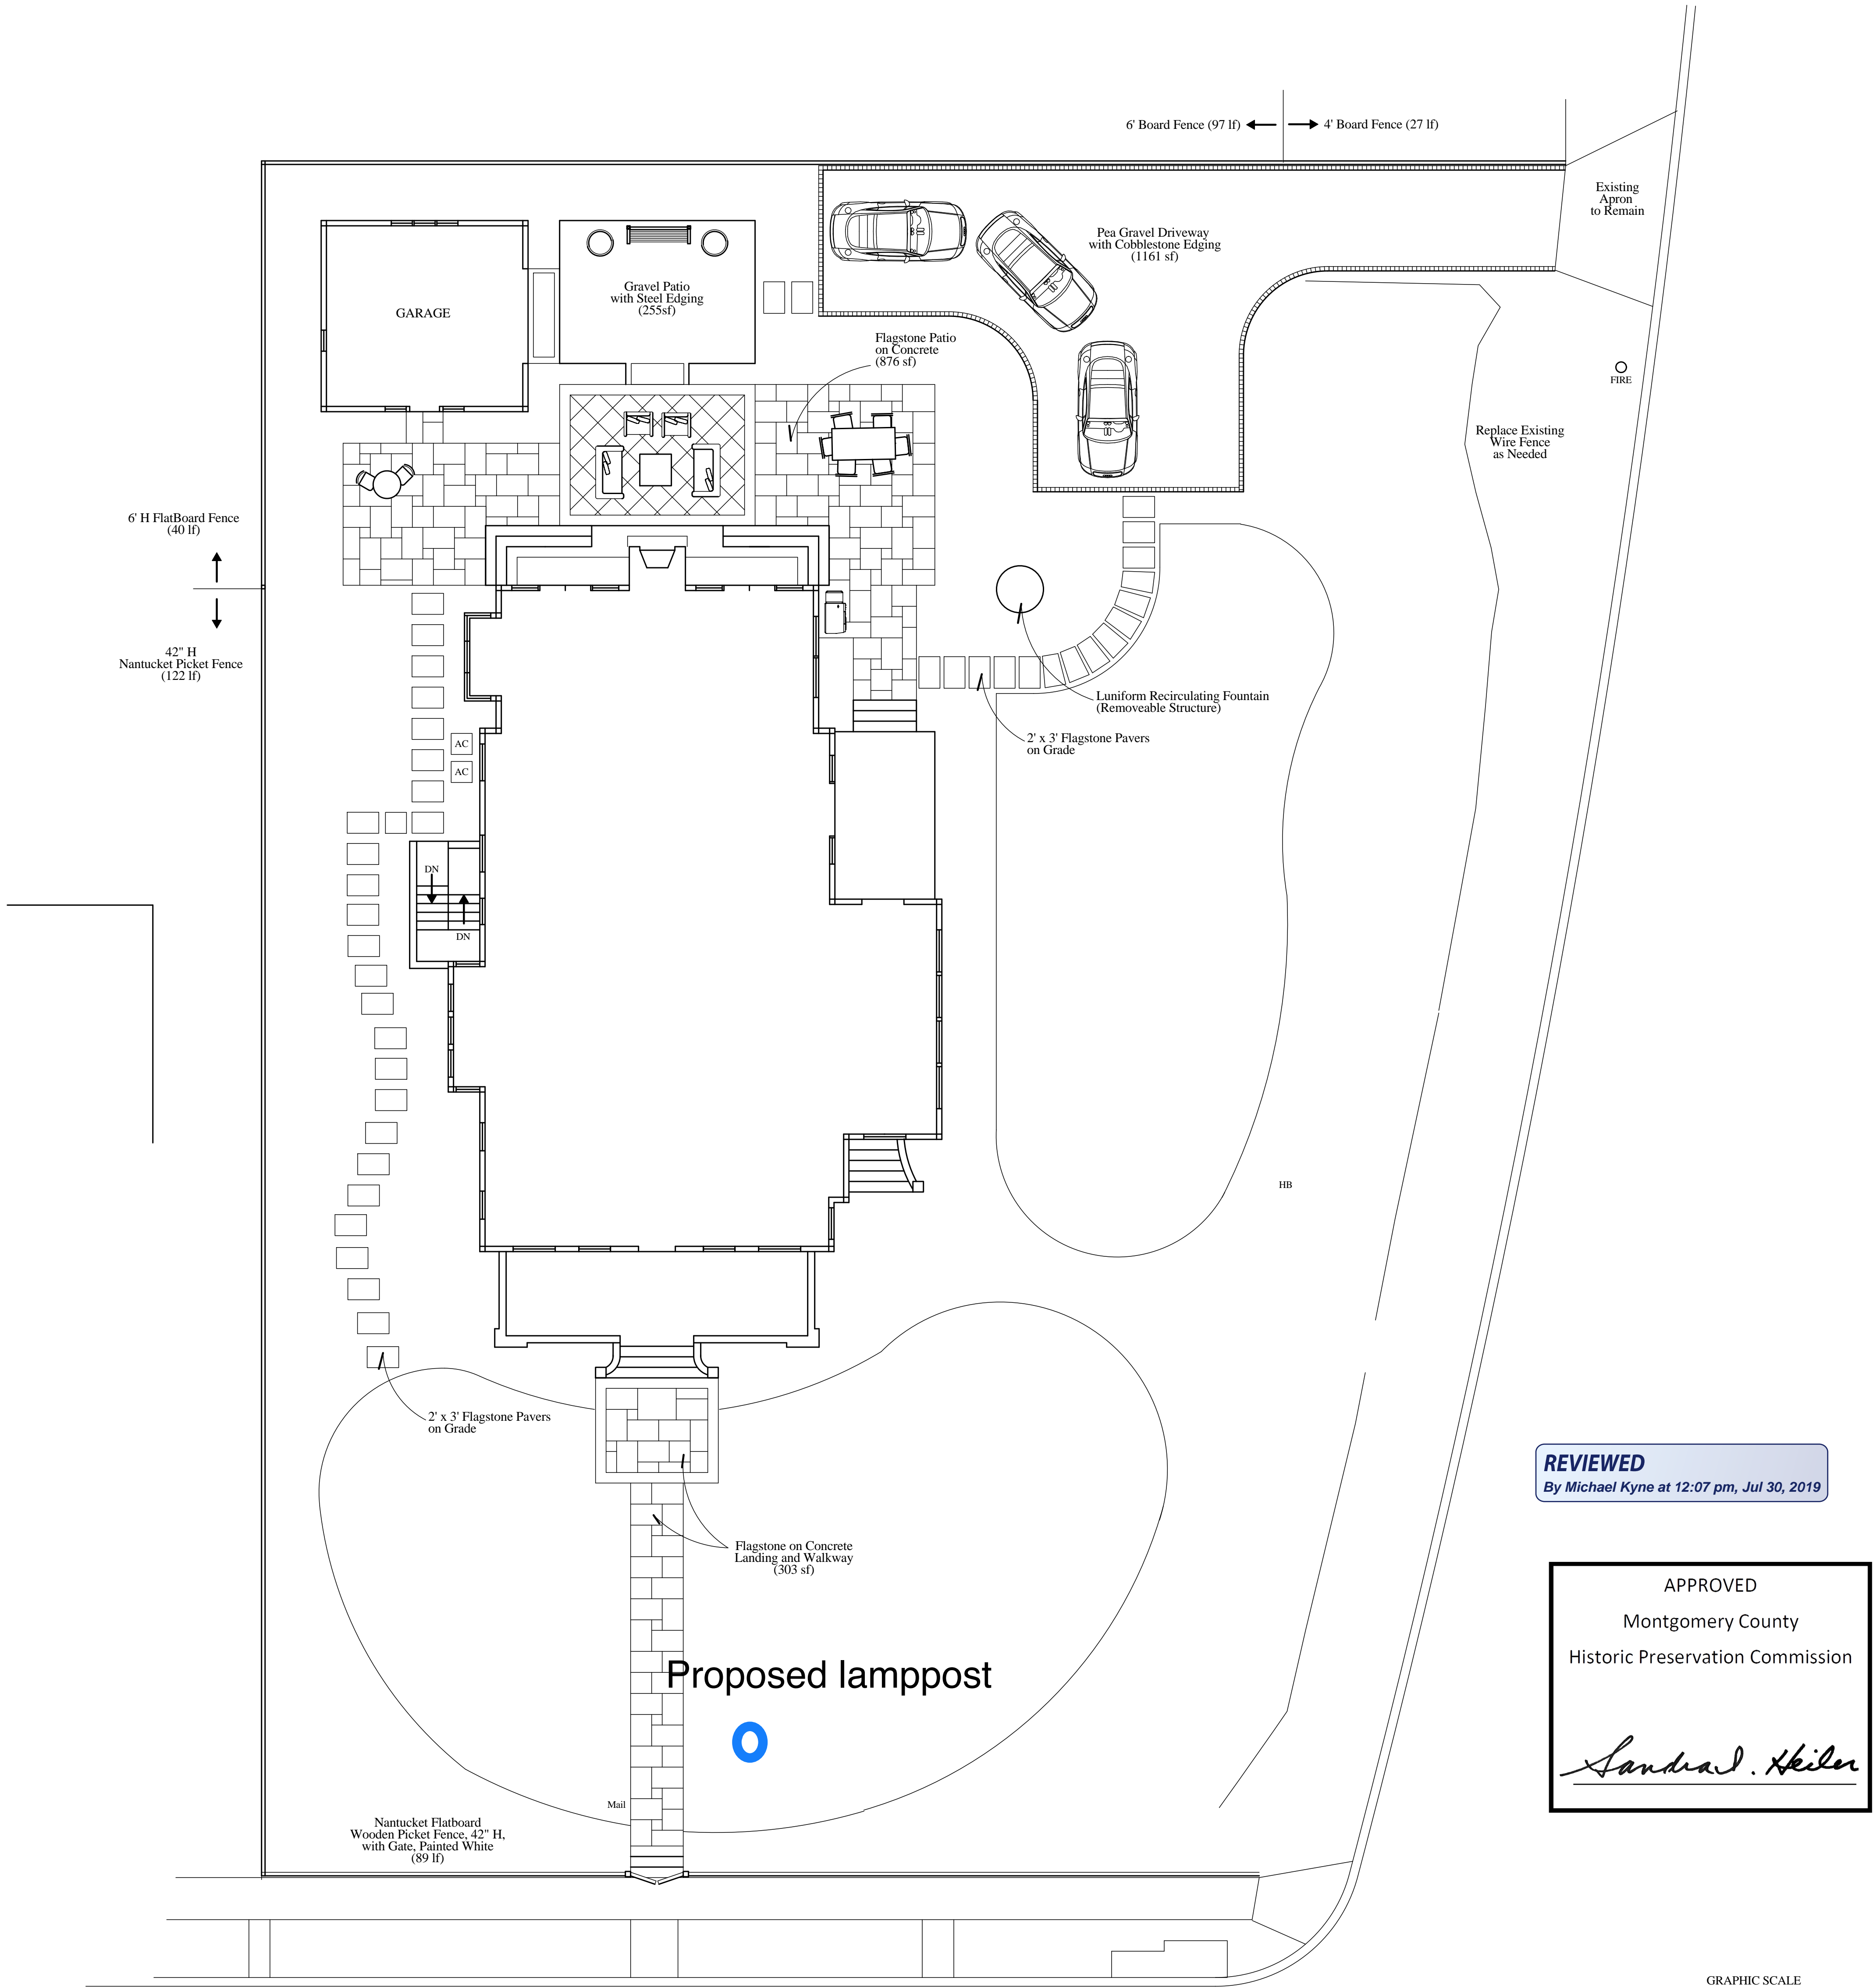 6' Board Fence (97 lf)
4' Board Fence (27 lf)
Existing
Apron
to Remain
Pea Gravel Driveway
with Cobblestone Edging
(1161 sf)
GARAGE
Gravel Patio
with Steel Edging
(255sf)
Flagstone Patio
on Concrete
(876 sf)
FIRE
Replace Existing
Wire Fence
as Needed
6' H FlatBoard Fence
(40 lf)
42" H
Nantucket Picket Fence
(122 lf)
Luniform Recirculating Fountain
(Removeable Structure)
2' x 3' Flagstone Pavers
on Grade
AC
AC
DN
DN
HB
2' x 3' Flagstone Pavers
on Grade
REVIEWED
By Michael Kyne at 12:07 pm, Jul 30, 2019
Flagstone on Concrete
Landing and Walkway
(303 sf)
APPROVED
Montgomery County
Historic Preservation Commission
Sandra I. Heiler
Proposed lamppost
Mail
Nantucket Flatboard
Wooden Picket Fence, 42" H,
with Gate, Painted White
(89 lf)
GRAPHIC SCALE